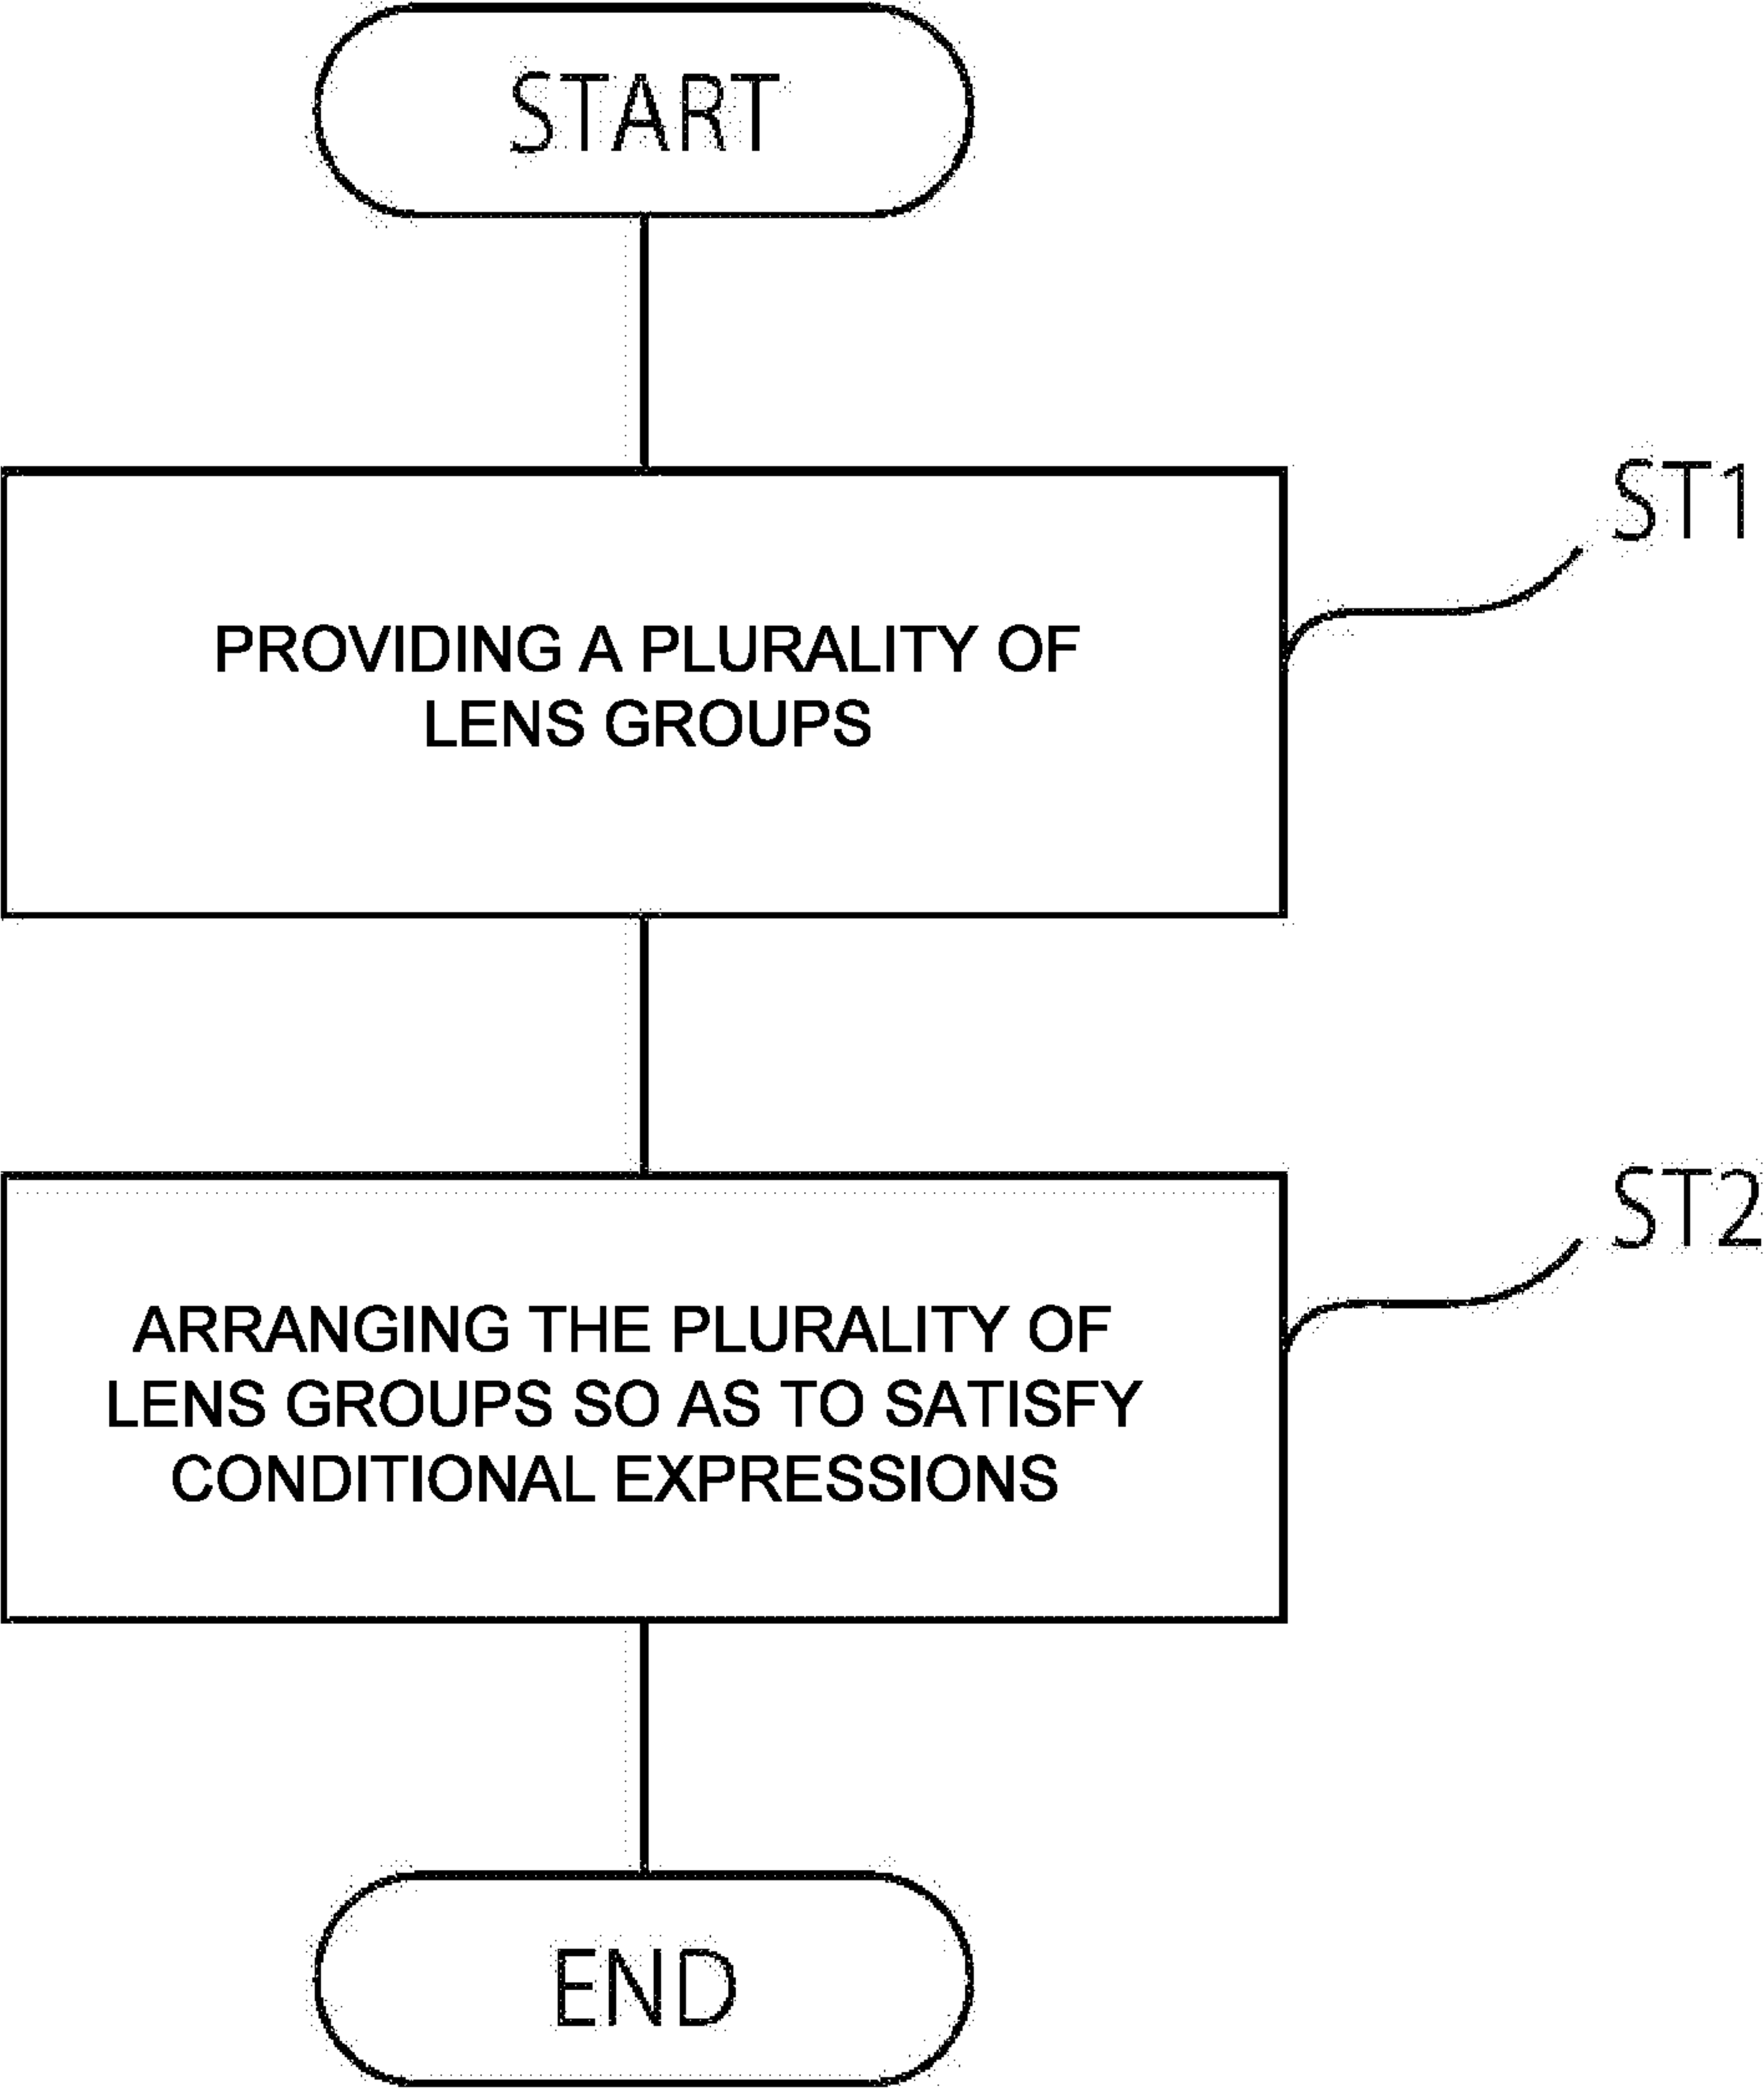 START
ST1
PROVIDING A PLURALITY OF
LENS GROUPS
ST2
ARRANGING THE PLURALITY OF
LENS GROUPS SO AS TO SATISFY
CONDITIONAL EXPRESSIONS
END